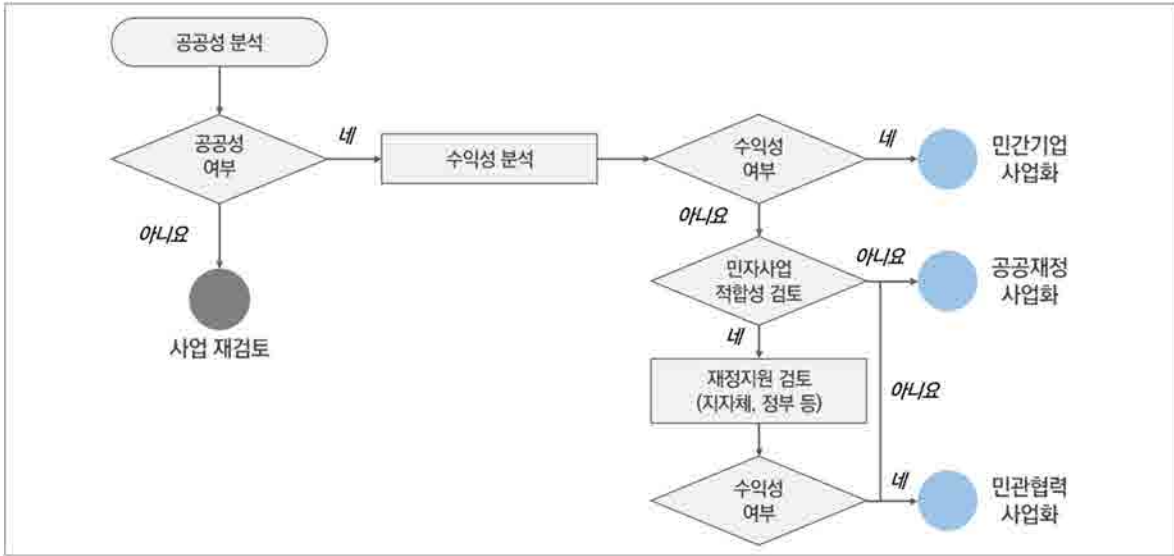 공공성 분석
공공성
여부
네
수익성 분석
수익성
여부
네
민간기업
사업화
아니요
사업 재검토
아니요
민자사업
적합성 검토
아니요
공공재정
사업화
네
재정지원 검토
(지자체, 정부 등)
아니요
수익성
여부
네
민관협력
사업화